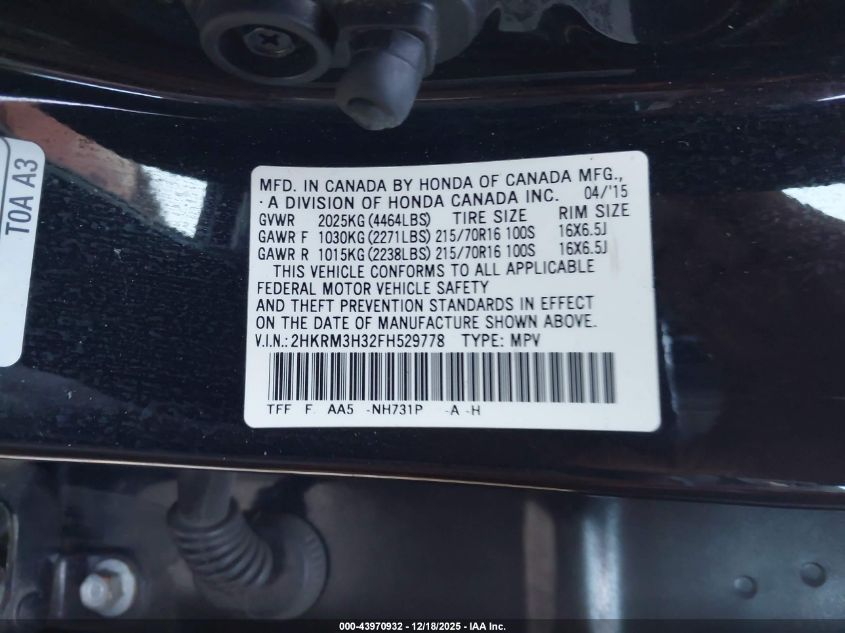 T0A A3
MFD. IN CANADA BY HONDA OF CANADA MFG.,
· A DIVISION OF HONDA CANADA INC. 04/'15
GVWR 2025KG (4464LBS) TIRE SIZE RIM SIZE
GAWR F 1030KG (2271LBS) 215/70R16 100S 16X6.5J
GAWR R 1015KG (2238LBS) 215/70R16 100S 16X6.5J
THIS VEHICLE CONFORMS TO ALL APPLICABLE
FEDERAL MOTOR VEHICLE SAFETY
AND THEFT PREVENTION STANDARDS IN EFFECT
ON THE DATE OF MANUFACTURE SHOWN ABOVE.
V.I.N.: 2HKRM3H32FH529778 TYPE: MPV
TFF F AA5 -NH731P -A -H
000-43970932 - 12/18/2025 - IAA Inc.